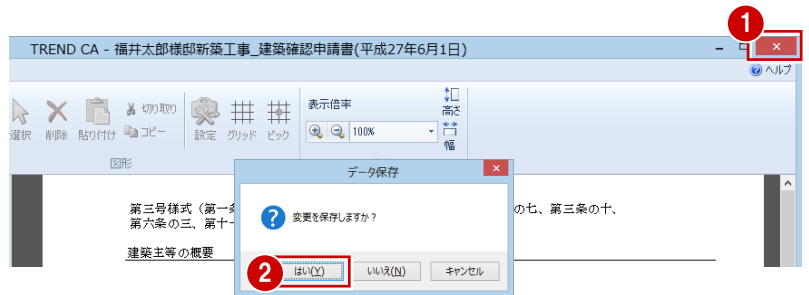 1
TREND CA - 福井太郎様邸新築工事_建築確認申請書(平成27年6月1日)
ヘルプ
選択
削除
貼り付け
切り取り
コピー
設定
グリッド
ピック
表示倍率
100%
高さ
幅
図形
データ保存
変更を保存しますか?
2
はい(Y)
いいえ(N)
キャンセル
第三号様式(第一
の七、第三条の十、
第六条の三、第十
建築主等の概要